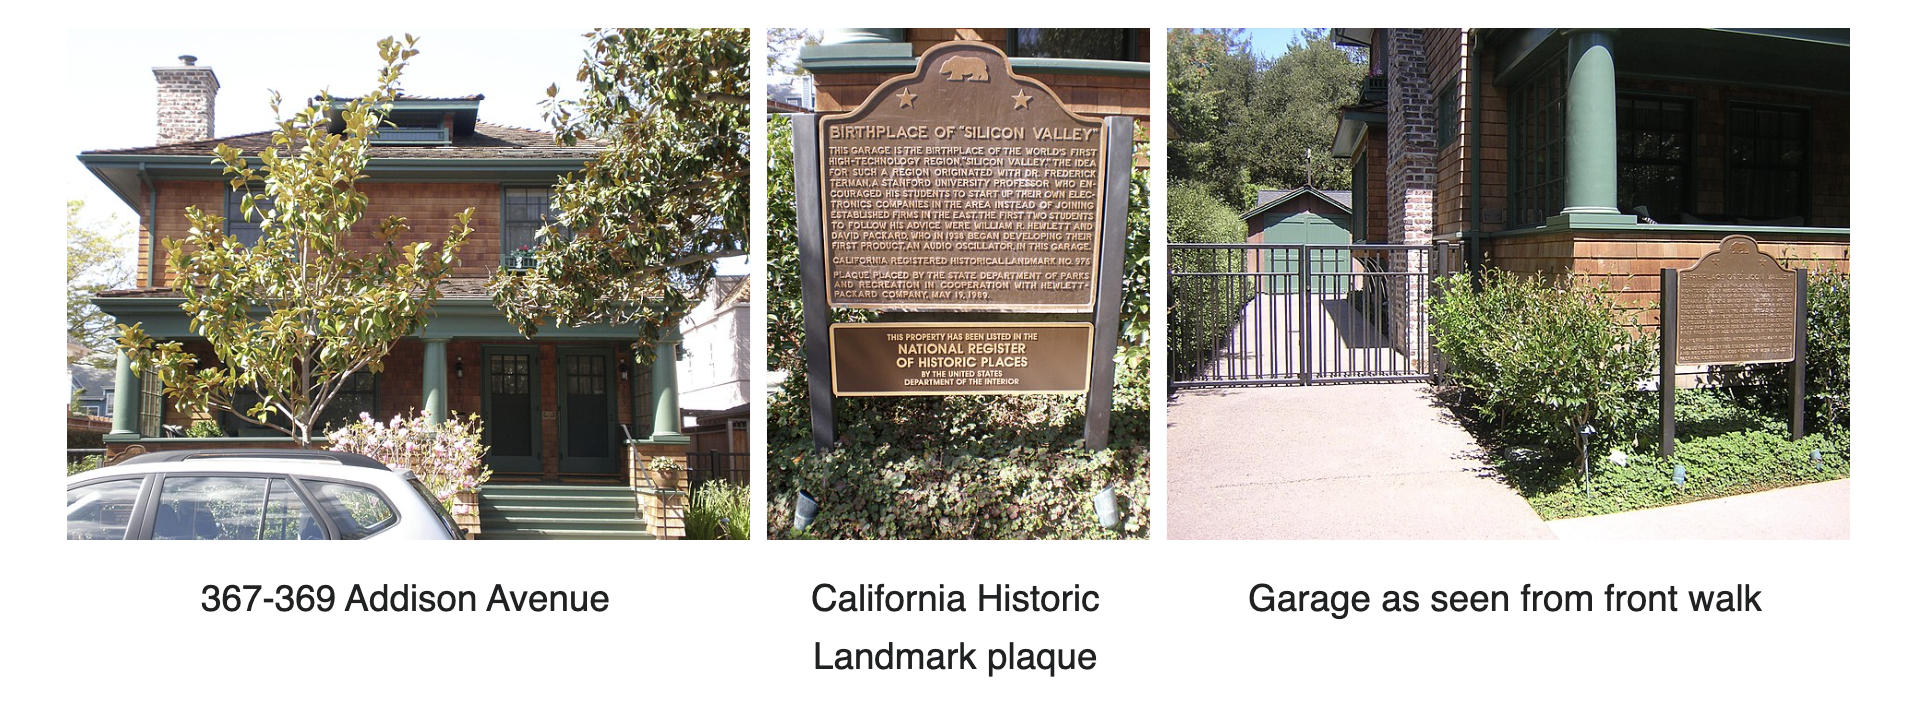 BIRTHPLACE OF "SILICON VALLEY"
THIS GARAGE IS THE BIRTHPLACE OF THE WORLD'S FIRST
HIGH-TECHNOLOGY REGION, "SILICON VALLEY." THE IDEA
FOR SUCH A REGION ORIGINATED WITH DR. FREDERICK
TERMAN, A STANFORD UNIVERSITY PROFESSOR WHO EN-
COURAGED HIS STUDENTS TO START UP THEIR OWN ELEC-
TRONICS COMPANIES IN THE AREA INSTEAD OF JOINING
ESTABLISHED FIRMS IN THE EAST. THE FIRST TWO STUDENTS
TO FOLLOW HIS ADVICE WERE WILLIAM R. HEWLETT AND
DAVID PACKARD, WHO IN 1938 BEGAN DEVELOPING THEIR
FIRST PRODUCT, AN AUDIO OSCILLATOR, IN THIS GARAGE.
CALIFORNIA REGISTERED HISTORICAL LANDMARK NO. 976
PLAQUE PLACED BY THE STATE DEPARTMENT OF PARKS
AND RECREATION IN COOPERATION WITH HEWLETT-
PACKARD COMPANY, MAY 19, 1989.
THIS PROPERTY HAS BEEN LISTED IN THE
NATIONAL REGISTER
OF HISTORIC PLACES
BY THE UNITED STATES
DEPARTMENT OF THE INTERIOR
BIRTHPLACE OF "SILICON VALLEY"
367-369 Addison Avenue
California Historic
Landmark plaque
Garage as seen from front walk